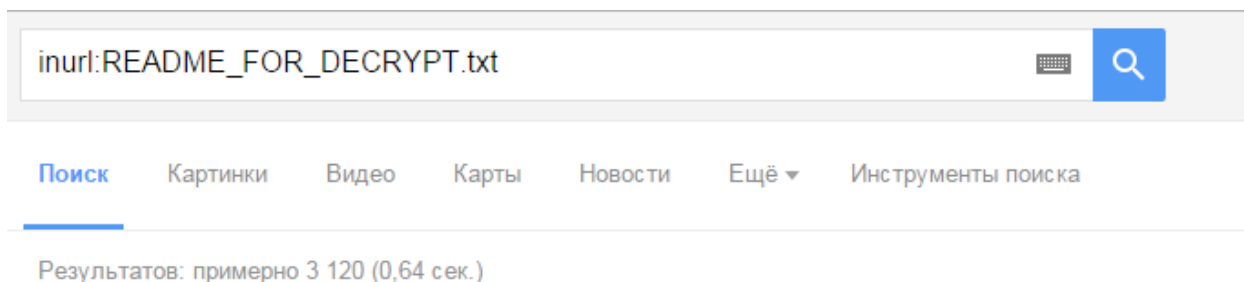 inurl:README_FOR_DECRYPT.txt
Поиск Картинки Видео Карты Новости Ещё Инструменты поиска
Результатов: примерно 3 120 (0,64 сек.)